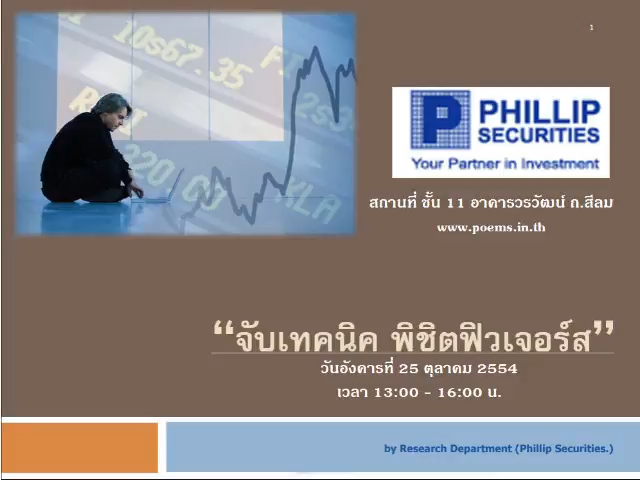 1
10s67.35
PHILLIP
SECURITIES
Your Partner in Investment
สถานที่ ชั้น 11 อาคารวรวัฒน์ ถ.สีลม
www.poems.in.th
“จับเทคนิค พิชิตฟิวเจอร์ส”
วันอังคารที่ 25 ตุลาคม 2554
เวลา 13:00 - 16:00 น.
by Research Department (Phillip Securities.)